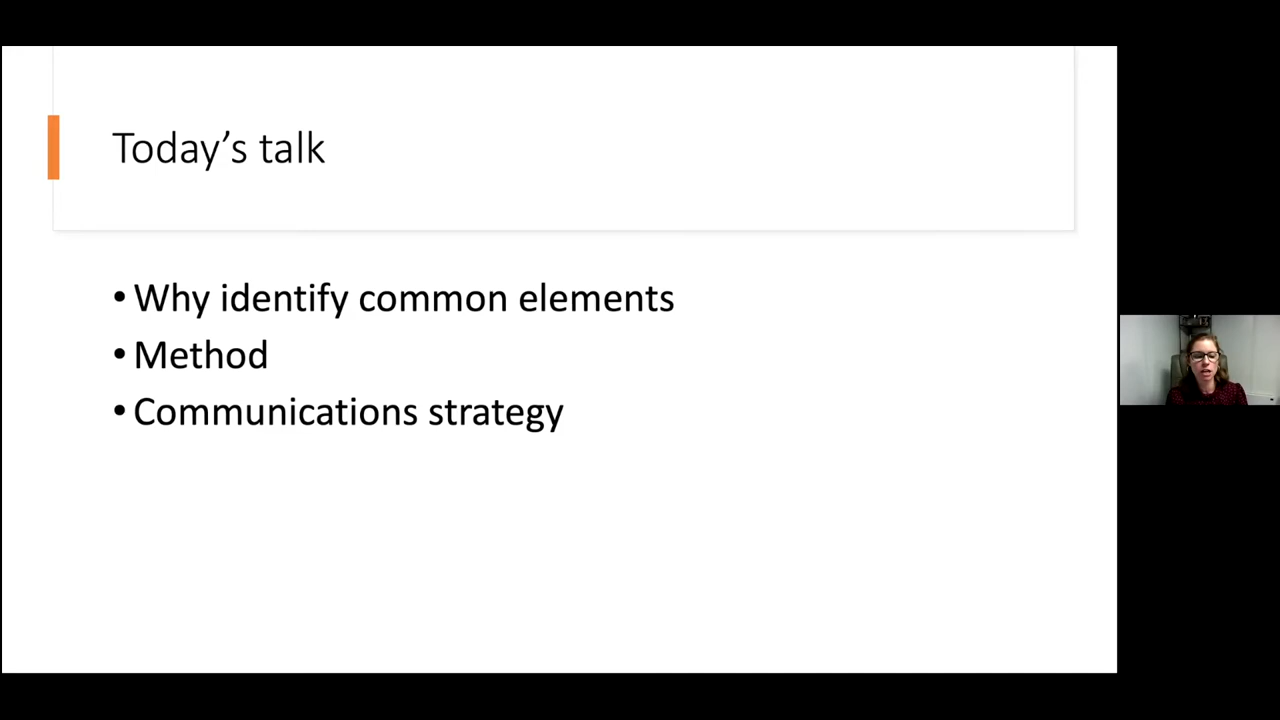 Today’s talk
• Why identify common elements
• Method
• Communications strategy